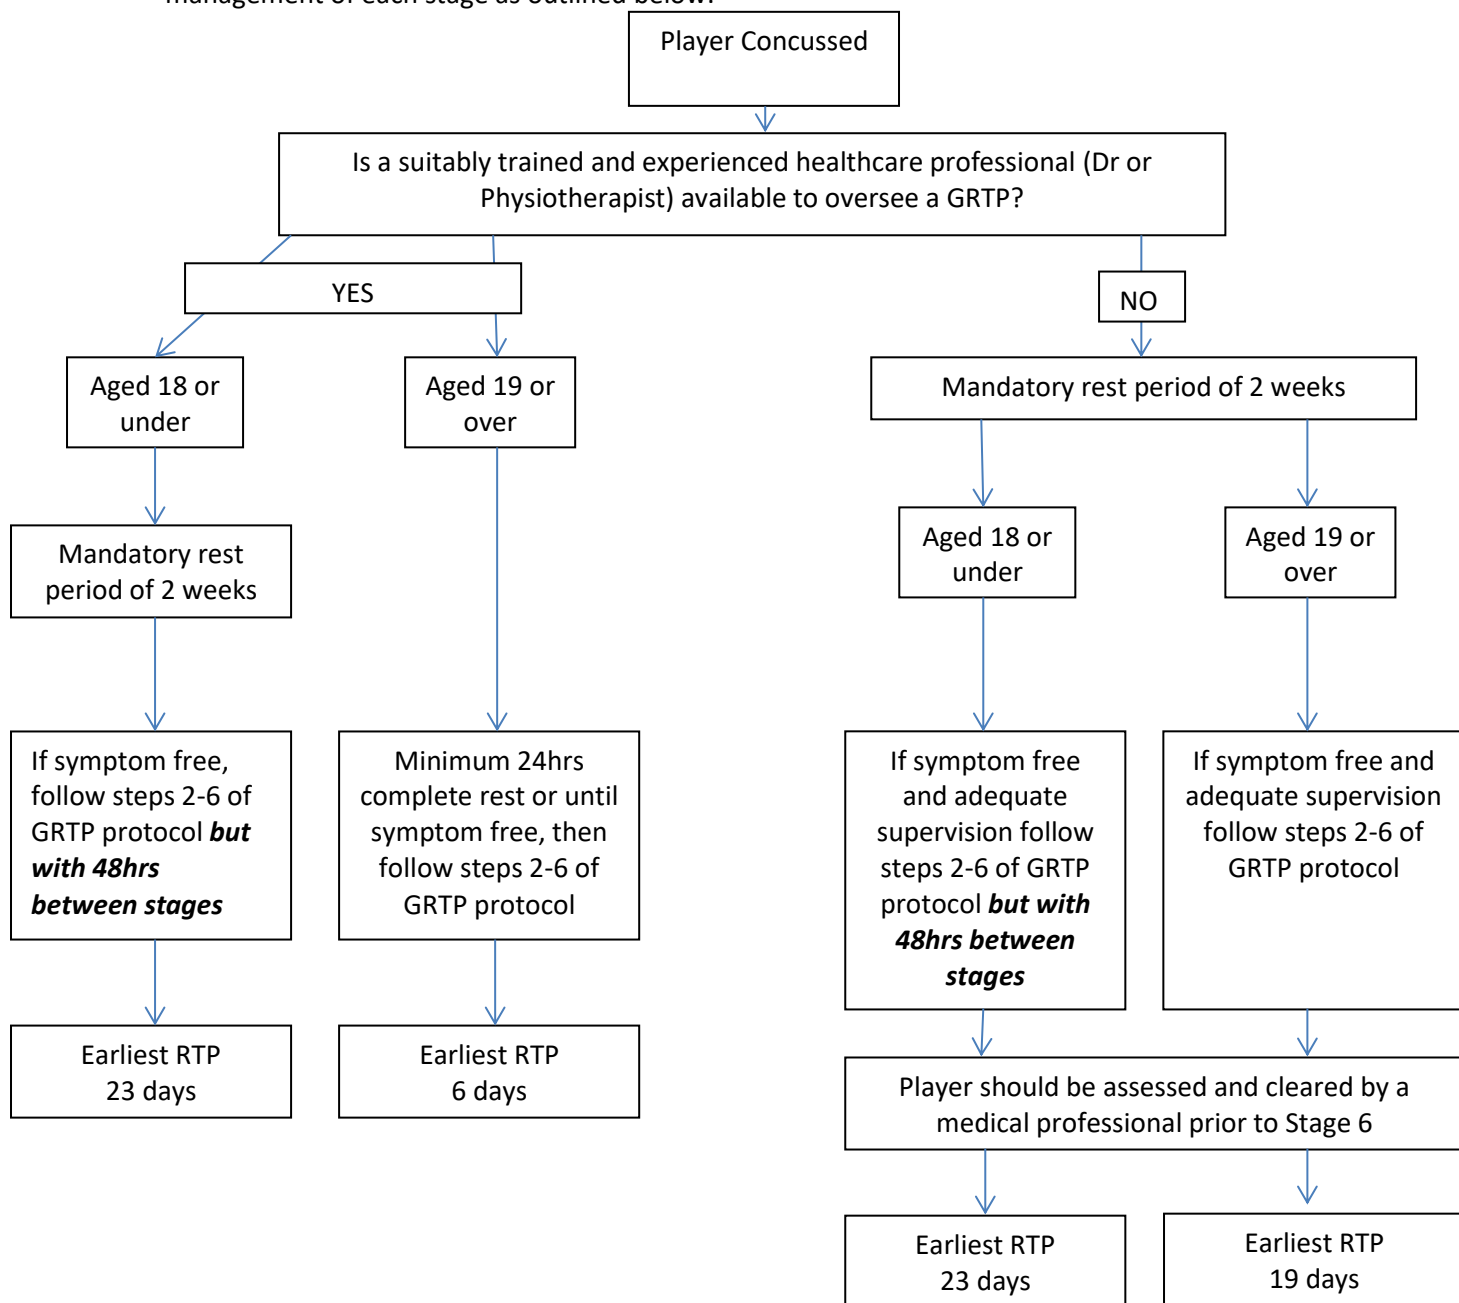 management of each stage as outlined below.
Player Concussed
Is a suitably trained and experienced healthcare professional (Dr or
Physiotherapist) available to oversee a GRTP?
YES
NO
Aged 18 or
under
Aged 19 or
over
Mandatory rest period of 2 weeks
Mandatory rest
period of 2 weeks
Aged 18 or
under
Aged 19 or
over
If symptom free,
follow steps 2-6 of
GRTP protocol but
with 48hrs
between stages
Minimum 24hrs
complete rest or until
symptom free, then
follow steps 2-6 of
GRTP protocol
If symptom free
and adequate
supervision follow
steps 2-6 of GRTP
protocol but with
48hrs between
stages
If symptom free and
adequate supervision
follow steps 2-6 of
GRTP protocol
Earliest RTP
23 days
Earliest RTP
6 days
Player should be assessed and cleared by a
medical professional prior to Stage 6
Earliest RTP
23 days
Earliest RTP
19 days